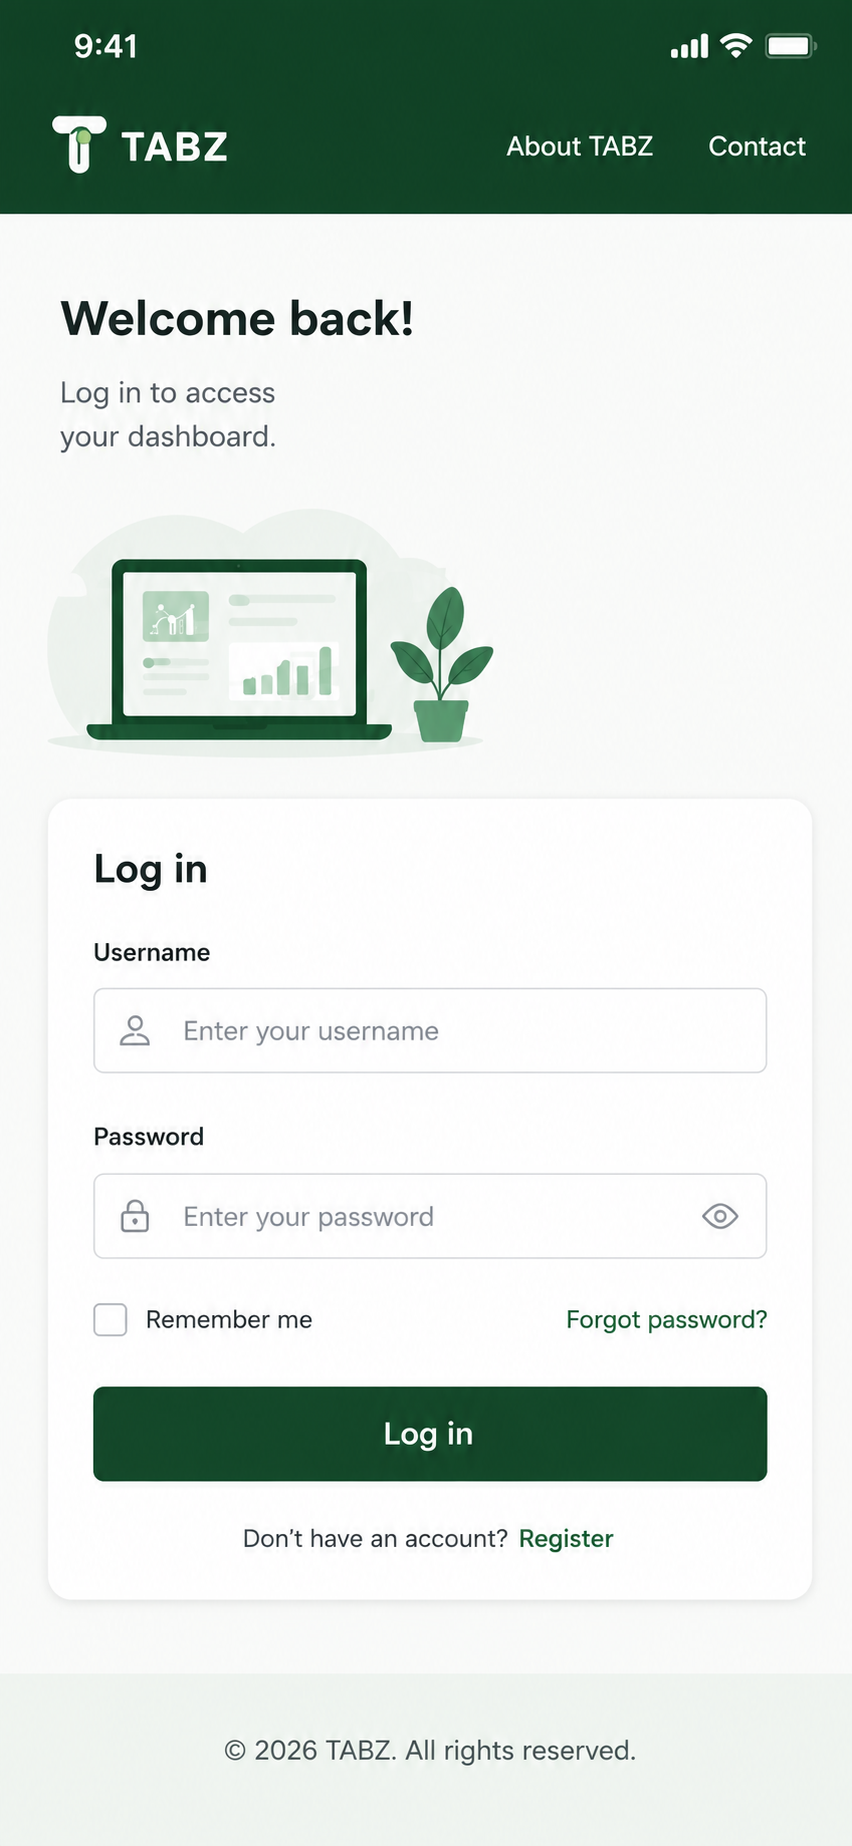 9:41
TABZ
About TABZ
Contact
Welcome back!
Log in to access
your dashboard.
Log in
Username
Enter your username
Password
Enter your password
Remember me
Forgot password?
Log in
Don't have an account? Register
© 2026 TABZ. All rights reserved.